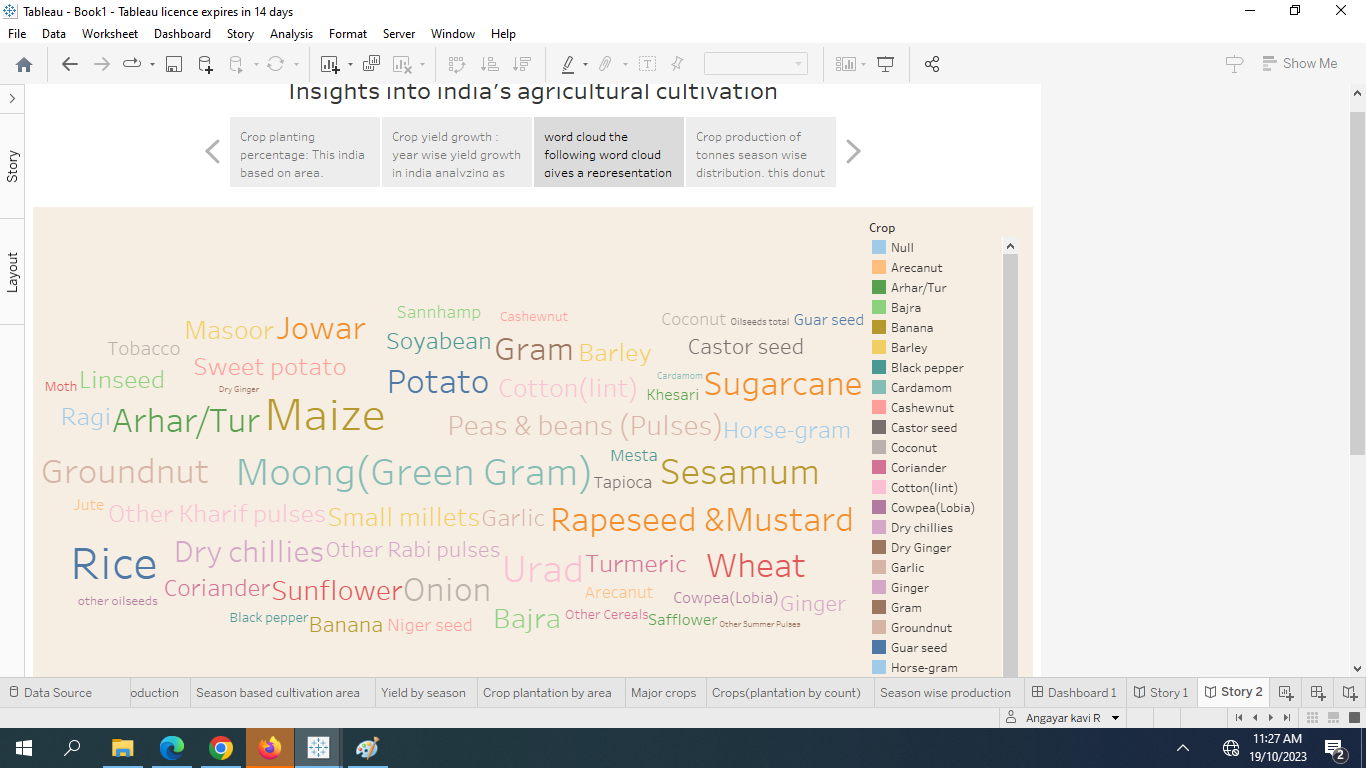 Tableau - Book1 - Tableau licence expires in 14 days
File Data Worksheet Dashboard Story Analysis Format Server Window Help
Show Me
Story
Layout
Insights into india's agricultural cultivation
Crop planting
percentage: This india
based on area.
Crop yield growth :
year wise yield growth
in india analyzing as
word cloud the
following word cloud
gives a representation
Crop production of
tonnes season wise
distribution. this donut
Sannhamp Cashewnut Coconut Oilseeds total Guar seed
Masoor Jowar Soyabean Gram Barley Castor seed
Tobacco Sweet potato
Moth Linseed Dry Ginger Potato Cotton(lint) Cardamom Khesari Sugarcane
Ragi Arhar/Tur Maize Peas & beans (Pulses) Horse-gram
Groundnut Moong(Green Gram) Mesta Tapioca Sesamum
Jute Other Kharif pulses Small millets Garlic Rapeseed &Mustard
Rice Dry chillies Other Rabi pulses Urad Turmeric Wheat
other oilseeds Coriander Sunflower Onion Arecanut Cowpea(Lobia) Ginger
Black pepper Banana Niger seed Bajra Other Cereals Safflower Other Summer Pulses
Crop
Null
Arecanut
Arhar/Tur
Bajra
Banana
Barley
Black pepper
Cardamom
Cashewnut
Castor seed
Coconut
Coriander
Cotton(lint)
Cowpea(Lobia)
Dry chillies
Dry Ginger
Garlic
Ginger
Gram
Groundnut
Guar seed
Horse-gram
Data Source oduction Season based cultivation area Yield by season Crop plantation by area Major crops Crops(plantation by count) Season wise production Dashboard 1 Story 1 Story 2
Angayar kavi R
11:27 AM
19/10/2023
2